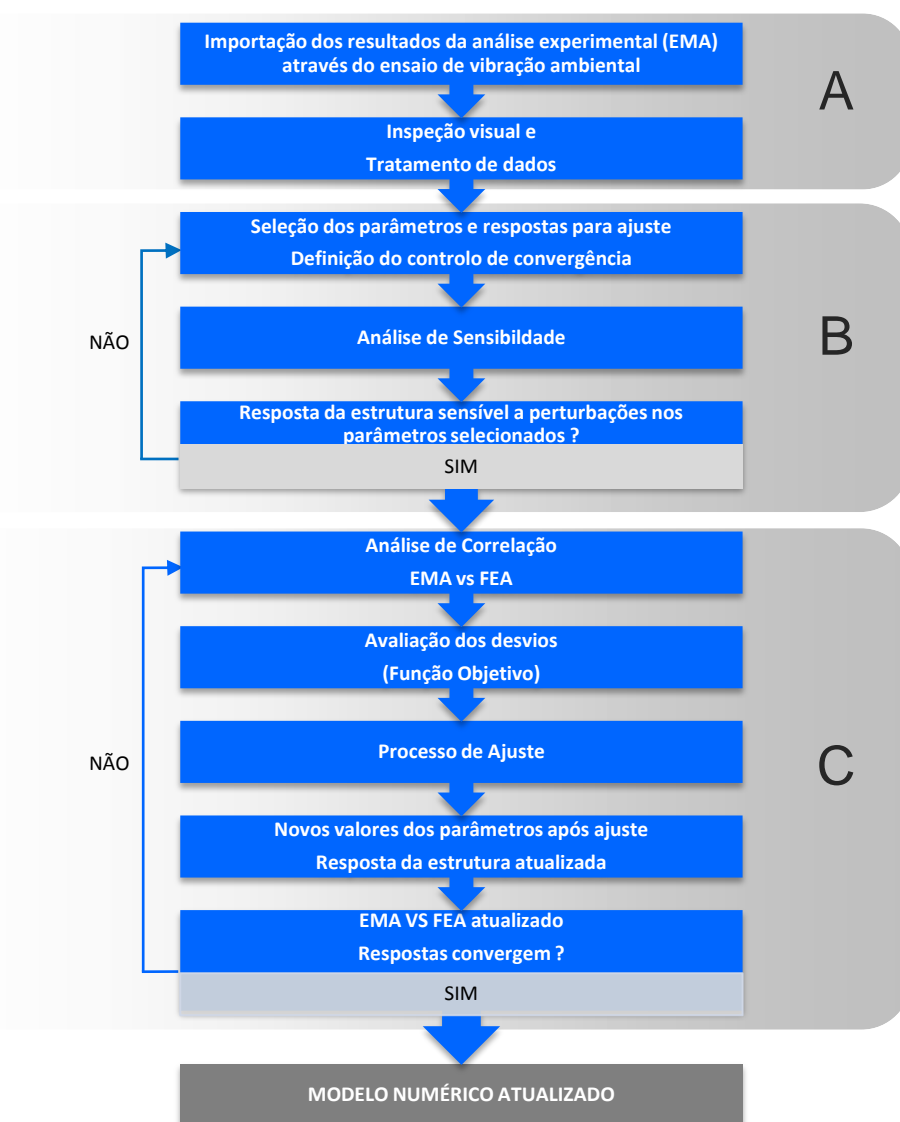 Importação dos resultados da análise experimental (EMA)
através do ensaio de vibração ambiental
A
Inspeção visual e
Tratamento de dados
Seleção dos parâmetros e respostas para ajuste
Definição do controlo de convergência
NÃO
Análise de Sensibildade
B
Resposta da estrutura sensível a perturbações nos
parâmetros selecionados ?
SIM
Análise de Correlação
EMA vs FEA
Avaliação dos desvios
(Função Objetivo)
NÃO
Processo de Ajuste
C
Novos valores dos parâmetros após ajuste
Resposta da estrutura atualizada
EMA VS FEA atualizado
Respostas convergem ?
SIM
MODELO NUMÉRICO ATUALIZADO